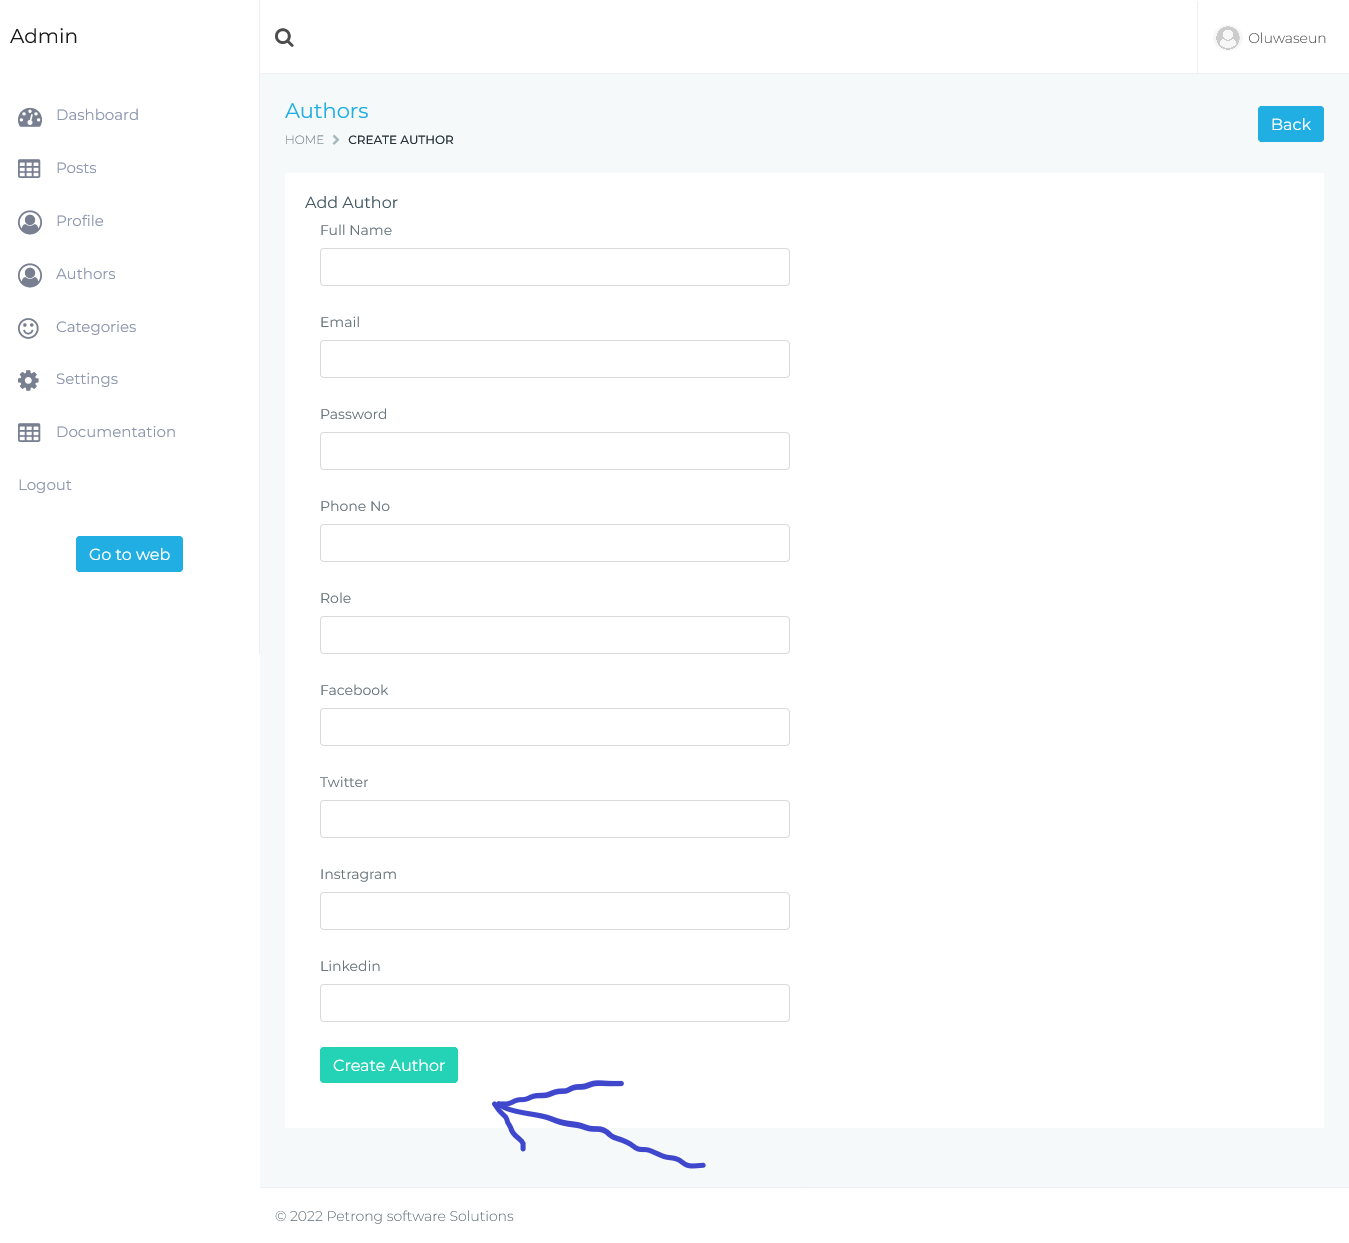 Admin
Oluwaseun
Dashboard
Posts
Profile
Authors
Categories
Settings
Documentation
Logout
Go to web
Authors
HOME CREATE AUTHOR
Back
Add Author
Full Name
Email
Password
Phone No
Role
Facebook
Twitter
Instragram
Linkedin
Create Author
© 2022 Petrong software Solutions